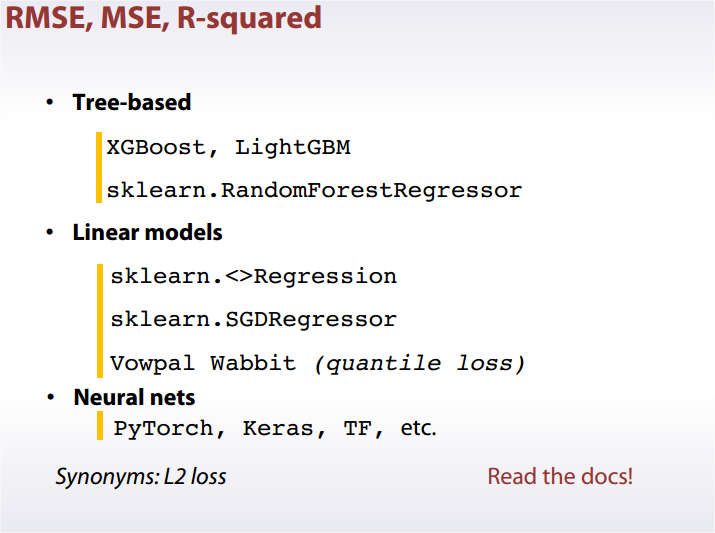 RMSE, MSE, R-squared
• Tree-based
XGBoost, LightGBM
sklearn.RandomForestRegressor
• Linear models
sklearn.<>Regression
sklearn.SGDRegressor
Vowpal Wabbit (quantile loss)
• Neural nets
PyTorch, Keras, TF, etc.
Synonyms: L2 loss
Read the docs!